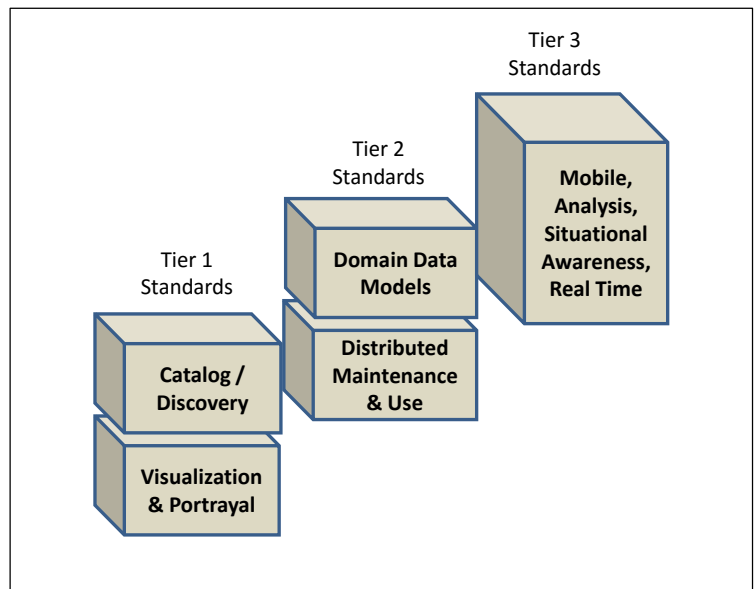 Tier 3
Standards
Mobile,
Analysis,
Situational
Awareness,
Real Time
Tier 2
Standards
Domain Data
Models
Distributed
Maintenance
& Use
Tier 1
Standards
Catalog /
Discovery
Visualization
& Portrayal